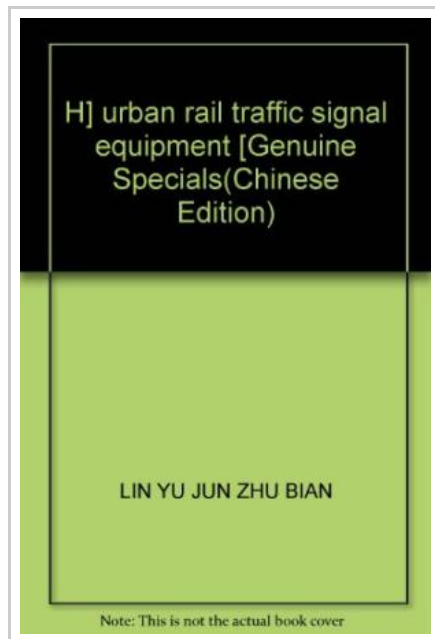 H] urban rail traffic signal
equipment [Genuine
Specials(Chinese
Edition)
LIN YU JUN ZHU BIAN
Note: This is not the actual book cover